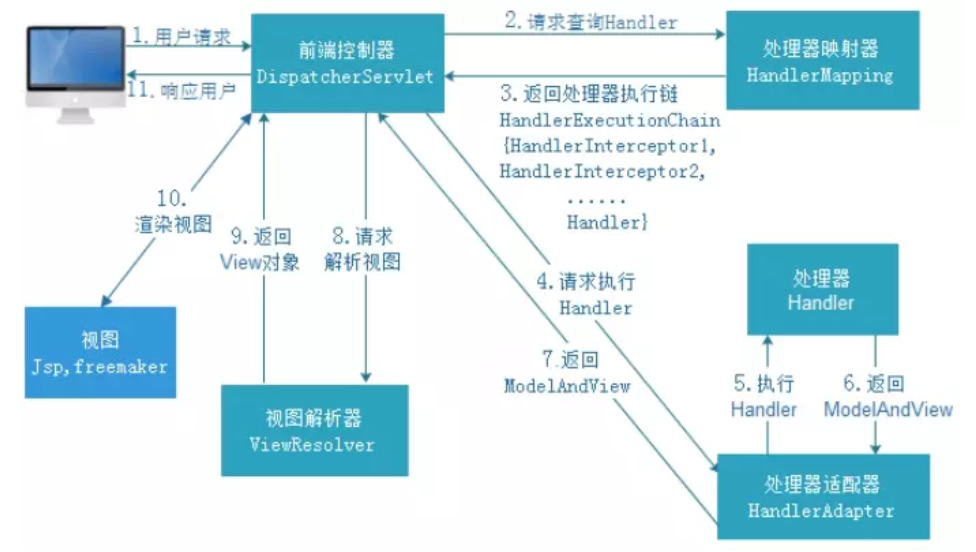 1.用户请求
11.响应用户
前端控制器
DispatcherServlet
2.请求查询Handler
处理器映射器
HandlerMapping
3.返回处理器执行链
HandlerExecutionChain
{HandlerInterceptor1,
HandlerInterceptor2,
......
Handler}
10.
渲染视图
9.返回
View对象
8.请求
解析视图
4.请求执行
Handler
处理器
Handler
视图
Jsp,freemaker
7.返回
ModelAndView
5.执行
Handler
6.返回
ModelAndView
视图解析器
ViewResolver
处理器适配器
HandlerAdapter